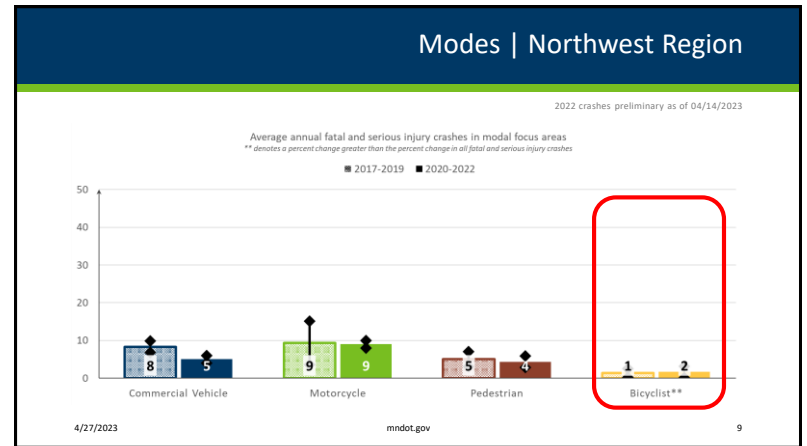 Modes | Northwest Region
2022 crashes preliminary as of 04/14/2023
Average annual fatal and serious injury crashes in modal focus areas
** denotes a percent change greater than the percent change in all fatal and serious injury crashes
2017-2019 2020-2022
50
40
30
20
10
0
8 5 9 9 5 4 1 2
Commercial Vehicle Motorcycle Pedestrian Bicyclist**
4/27/2023 mndot.gov 9